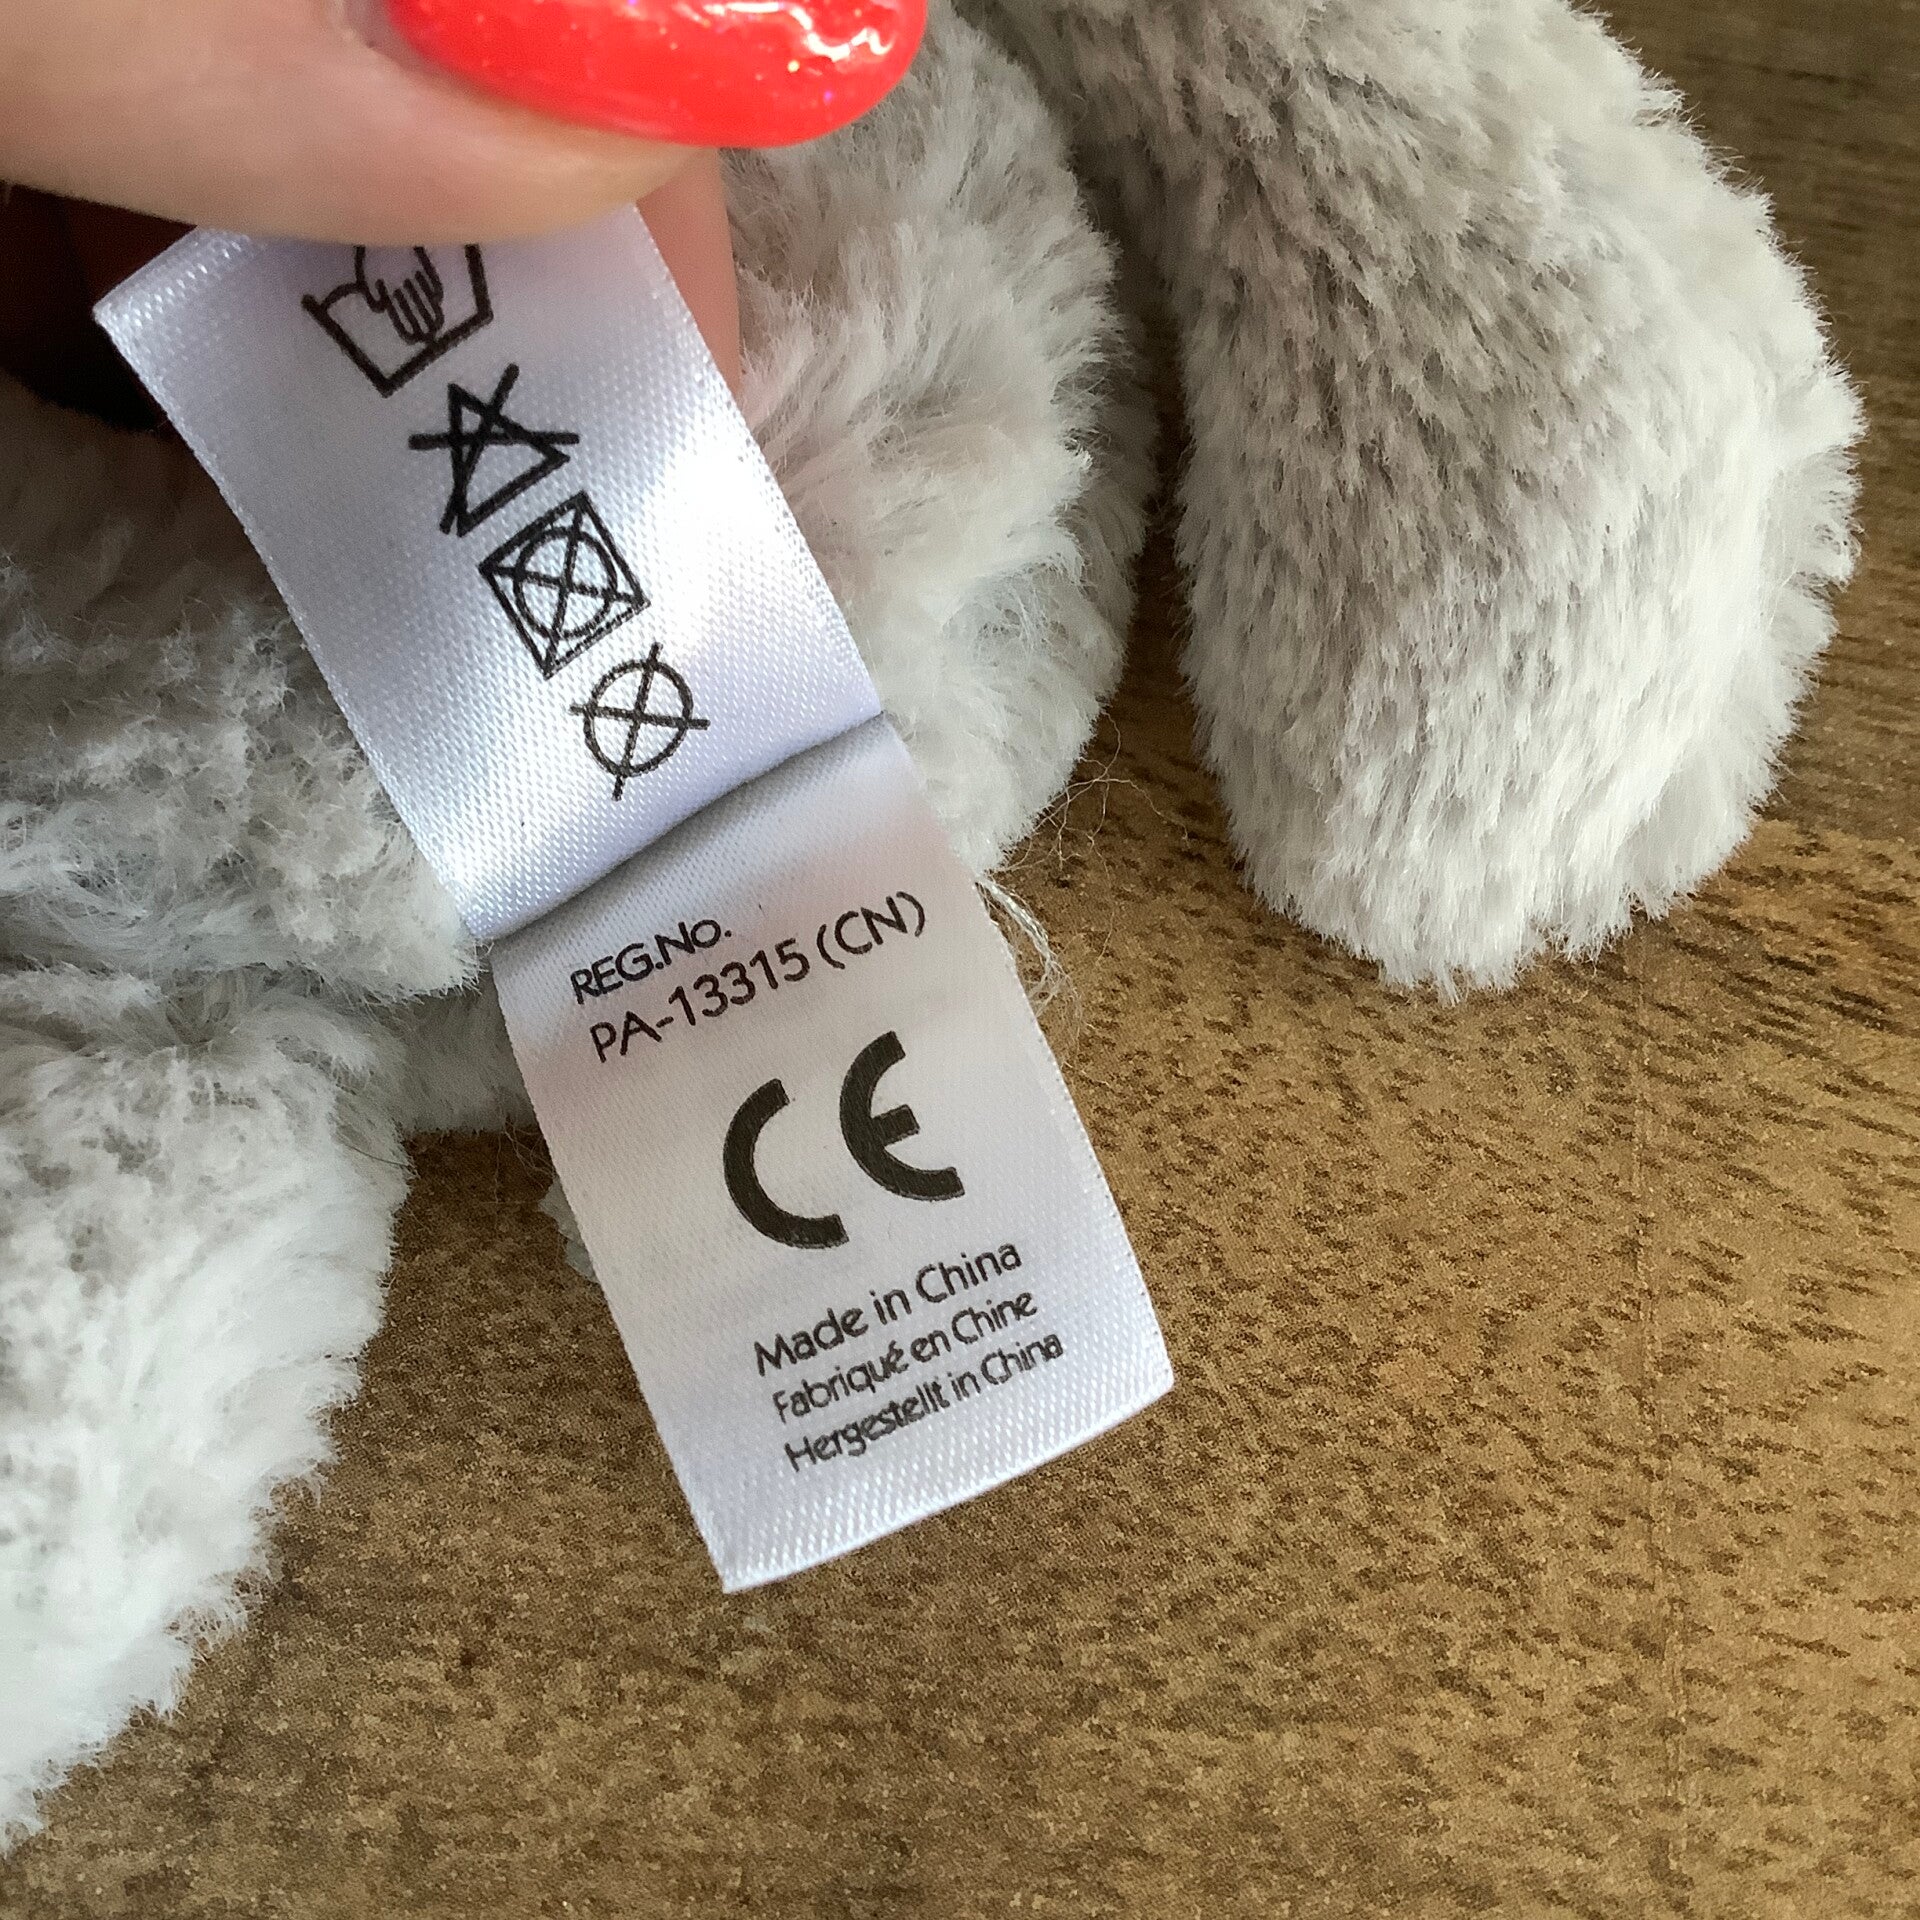 REG.NO.
PA-13315 (CN)
CE
Made in China
Fabriqué en Chine
Hergestellt in China